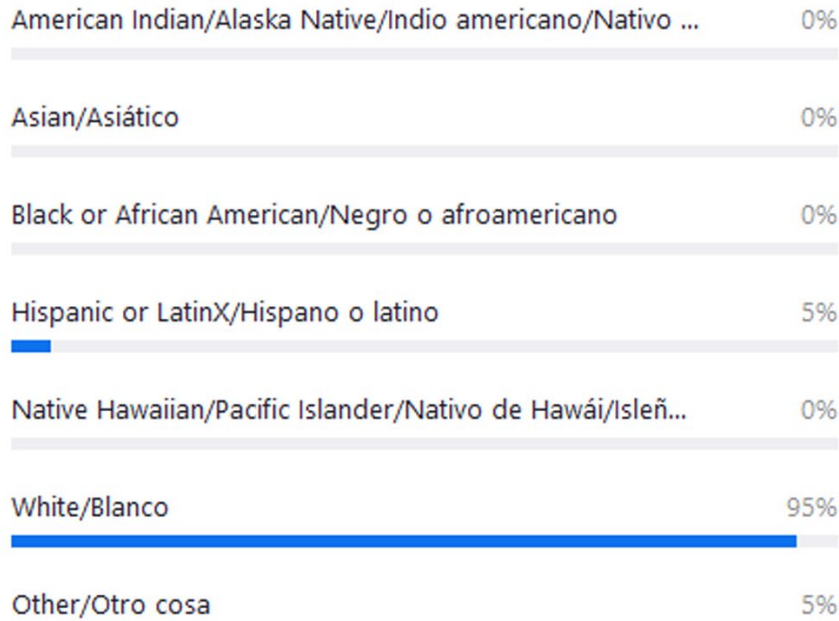 American Indian/Alaska Native/Indio americano/Nativo ... 0%
Asian/Asiático 0%
Black or African American/Negro o afroamericano 0%
Hispanic or LatinX/Hispano o latino 5%
Native Hawaiian/Pacific Islander/Nativo de Hawái/Isleñ... 0%
White/Blanco 95%
Other/Otro cosa 5%